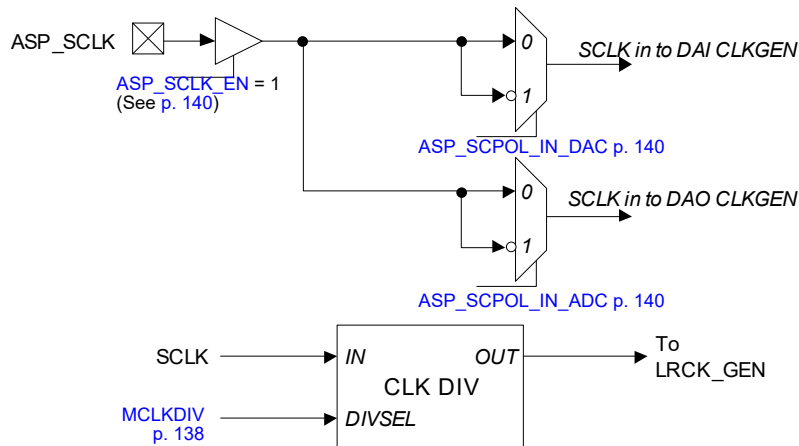 ASP_SCLK
ASP_SCLK_EN = 1
(See p. 140)
0
1
SCLK in to DAI CLKGEN
ASP_SCPOL_IN_DAC p. 140
0
1
SCLK in to DAO CLKGEN
ASP_SCPOL_IN_ADC p. 140
SCLK
IN
OUT
To
LRCK_GEN
CLK DIV
MCLKDIV
p. 138
DIVSEL